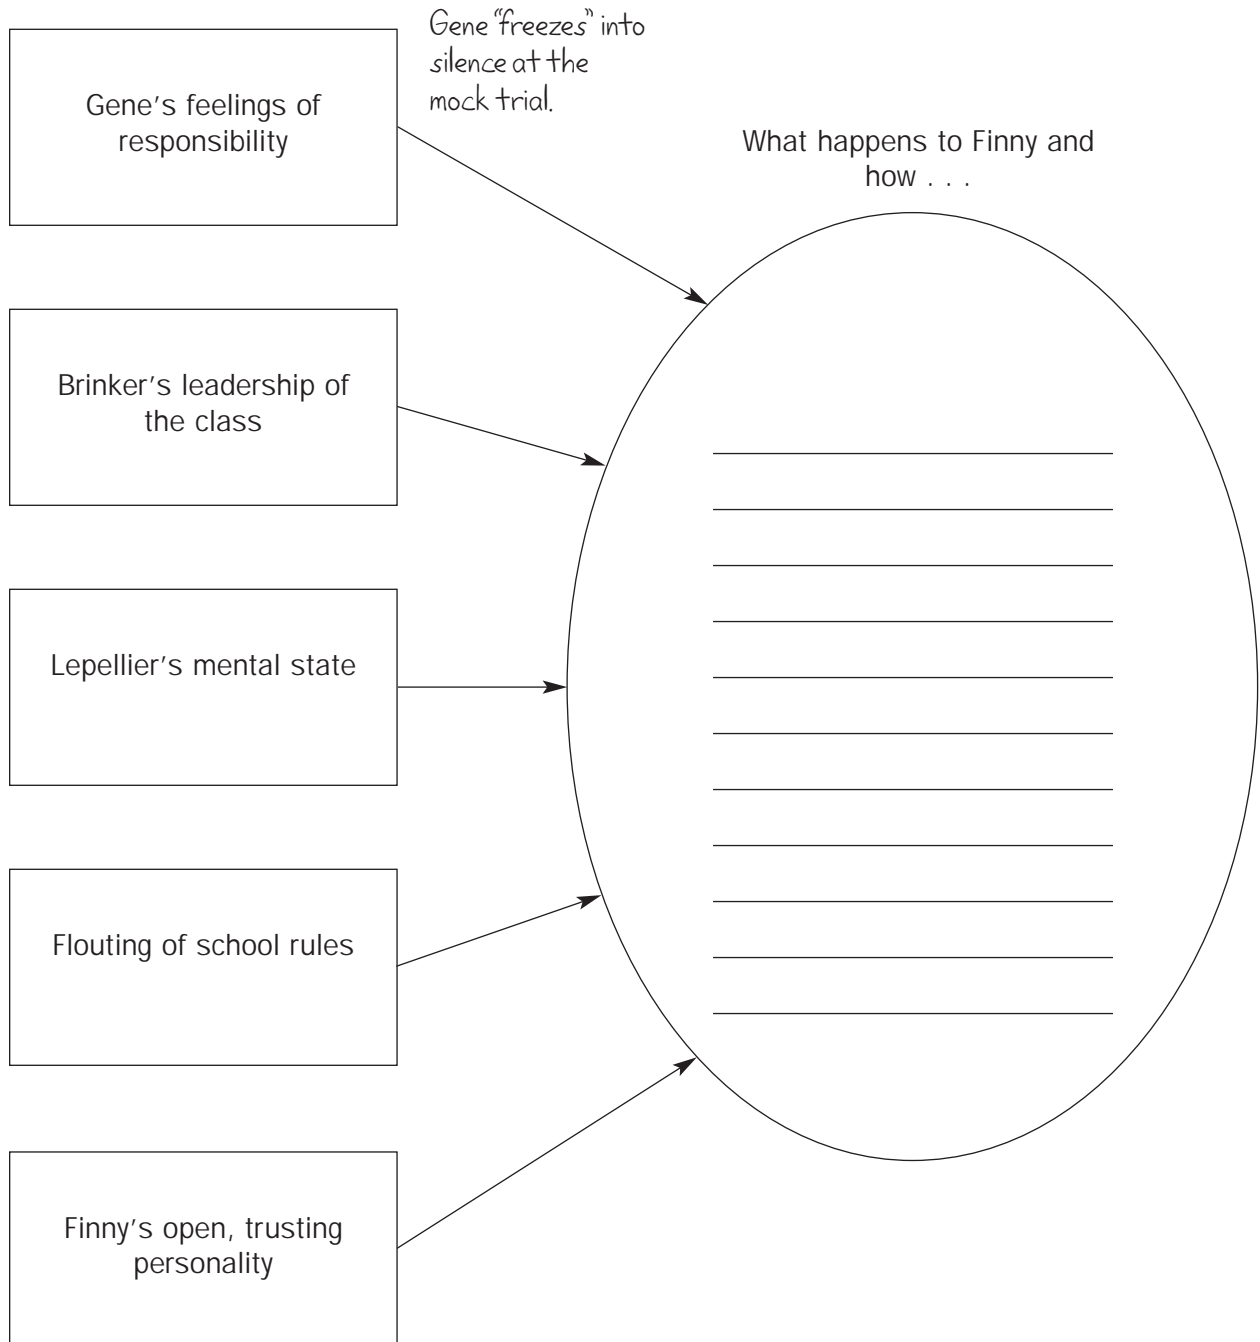 Gene “freezes” into
silence at the
mock trial.
Gene’s feelings of
responsibility
What happens to Finny and
how . . .
Brinker’s leadership of
the class
Lepellier’s mental state
Flouting of school rules
Finny’s open, trusting
personality